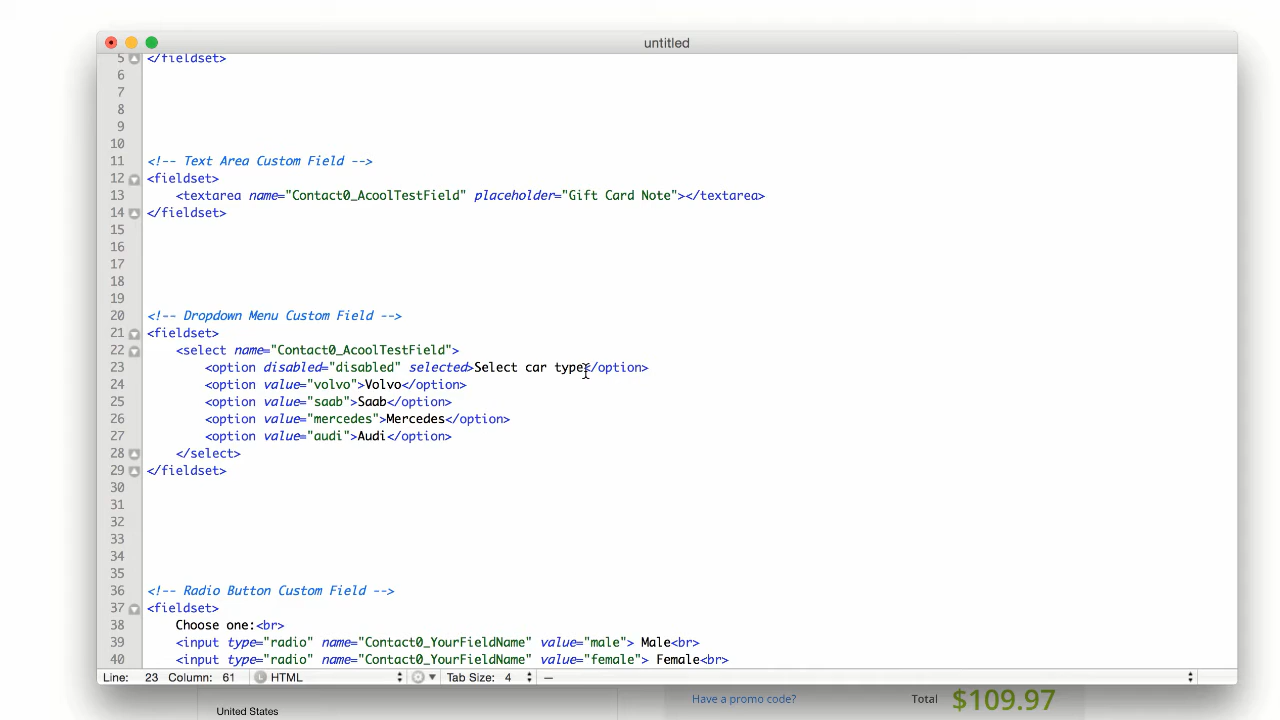 untitled
5 </fieldset>
6
7
8
9
10
11 <!-- Text Area Custom Field -->
12 <fieldset>
13 <textarea name="Contact0_AcoolTestField" placeholder="Gift Card Note"></textarea>
14 </fieldset>
15
16
17
18
19
20 <!-- Dropdown Menu Custom Field -->
21 <fieldset>
22 <select name="Contact0_AcoolTestField">
23 <option disabled="disabled" selected>Select car type</option>
24 <option value="volvo">Volvo</option>
25 <option value="saab">Saab</option>
26 <option value="mercedes">Mercedes</option>
27 <option value="audi">Audi</option>
28 </select>
29 </fieldset>
30
31
32
33
34
35
36 <!-- Radio Button Custom Field -->
37 <fieldset>
38 Choose one:<br>
39 <input type="radio" name="Contact0_YourFieldName" value="male"> Male<br>
40 <input type="radio" name="Contact0_YourFieldName" value="female"> Female<br>
Line: 23 Column: 61 L HTML Tab Size: 4 —
Have a promo code? Total $109.97
United States